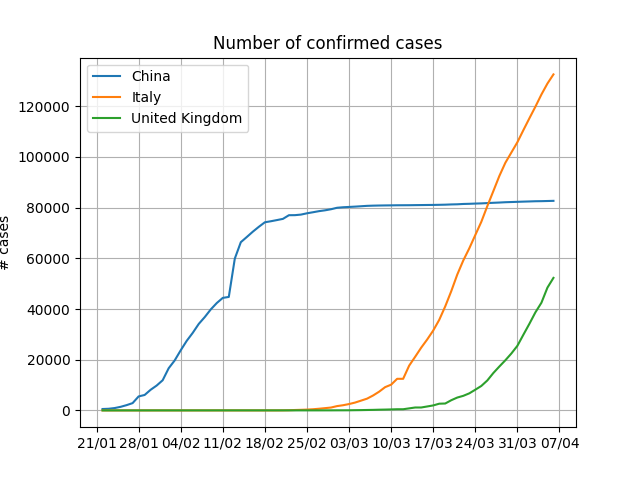 Number of confirmed cases
China
Italy
United Kingdom
# cases
120000
100000
80000
60000
40000
20000
0
21/01 28/01 04/02 11/02 18/02 25/02 03/03 10/03 17/03 24/03 31/03 07/04